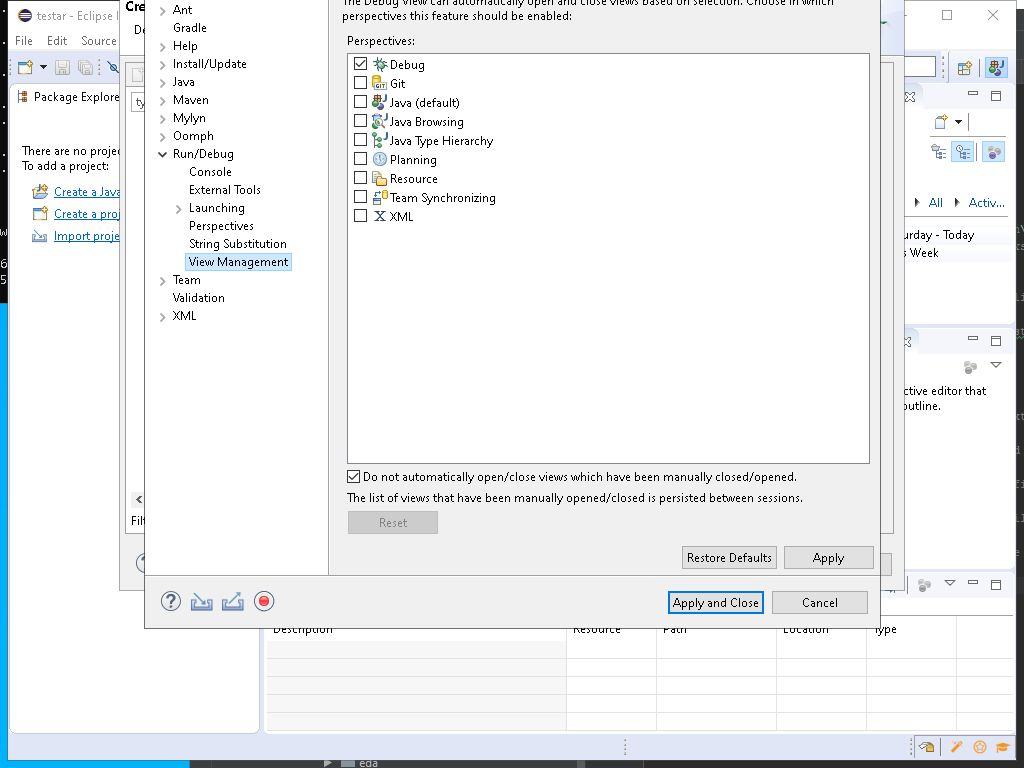 testar - Eclipse I
Cre
File Edit Source
De
Package Explore
ty
There are no proje
To add a project:
Create a Java
Create a proj
Import proje
Filt
Ant
Gradle
Help
Install/Update
Java
Maven
Mylyn
Oomph
Run/Debug
Console
External Tools
Launching
Perspectives
String Substitution
View Management
Team
Validation
XML
The Debug View can automatically open and close views based on selection. Choose in which
perspectives this feature should be enabled:
Perspectives:
Debug
Git
Java (default)
Java Browsing
Java Type Hierarchy
Planning
Resource
Team Synchronizing
XML
Do not automatically open/close views which have been manually closed/opened.
The list of views that have been manually opened/closed is persisted between sessions.
Reset
Restore Defaults Apply
Apply and Close Cancel
All Activ...
urday - Today
s Week
ctive editor that
outline.
Description Resource Path Location Type
eda